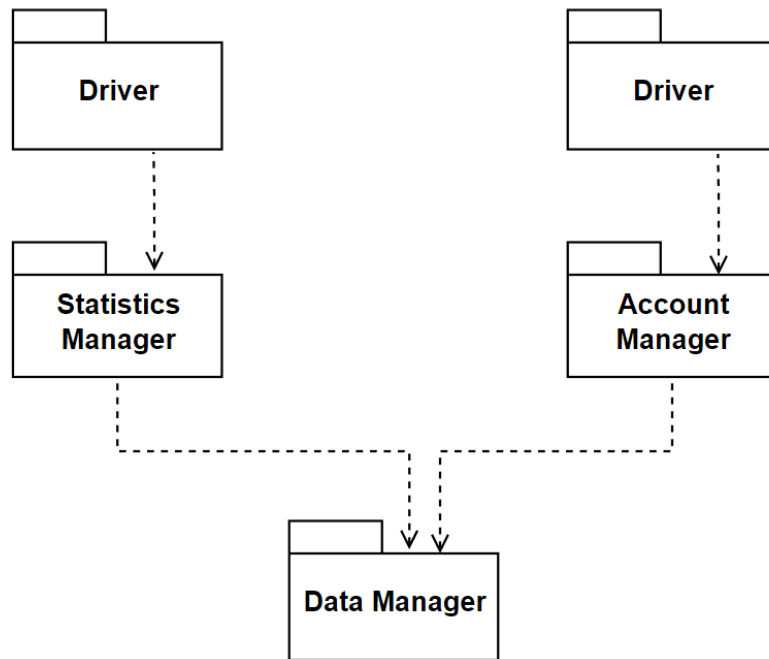 Driver
Driver
Statistics
Manager
Account
Manager
Data Manager